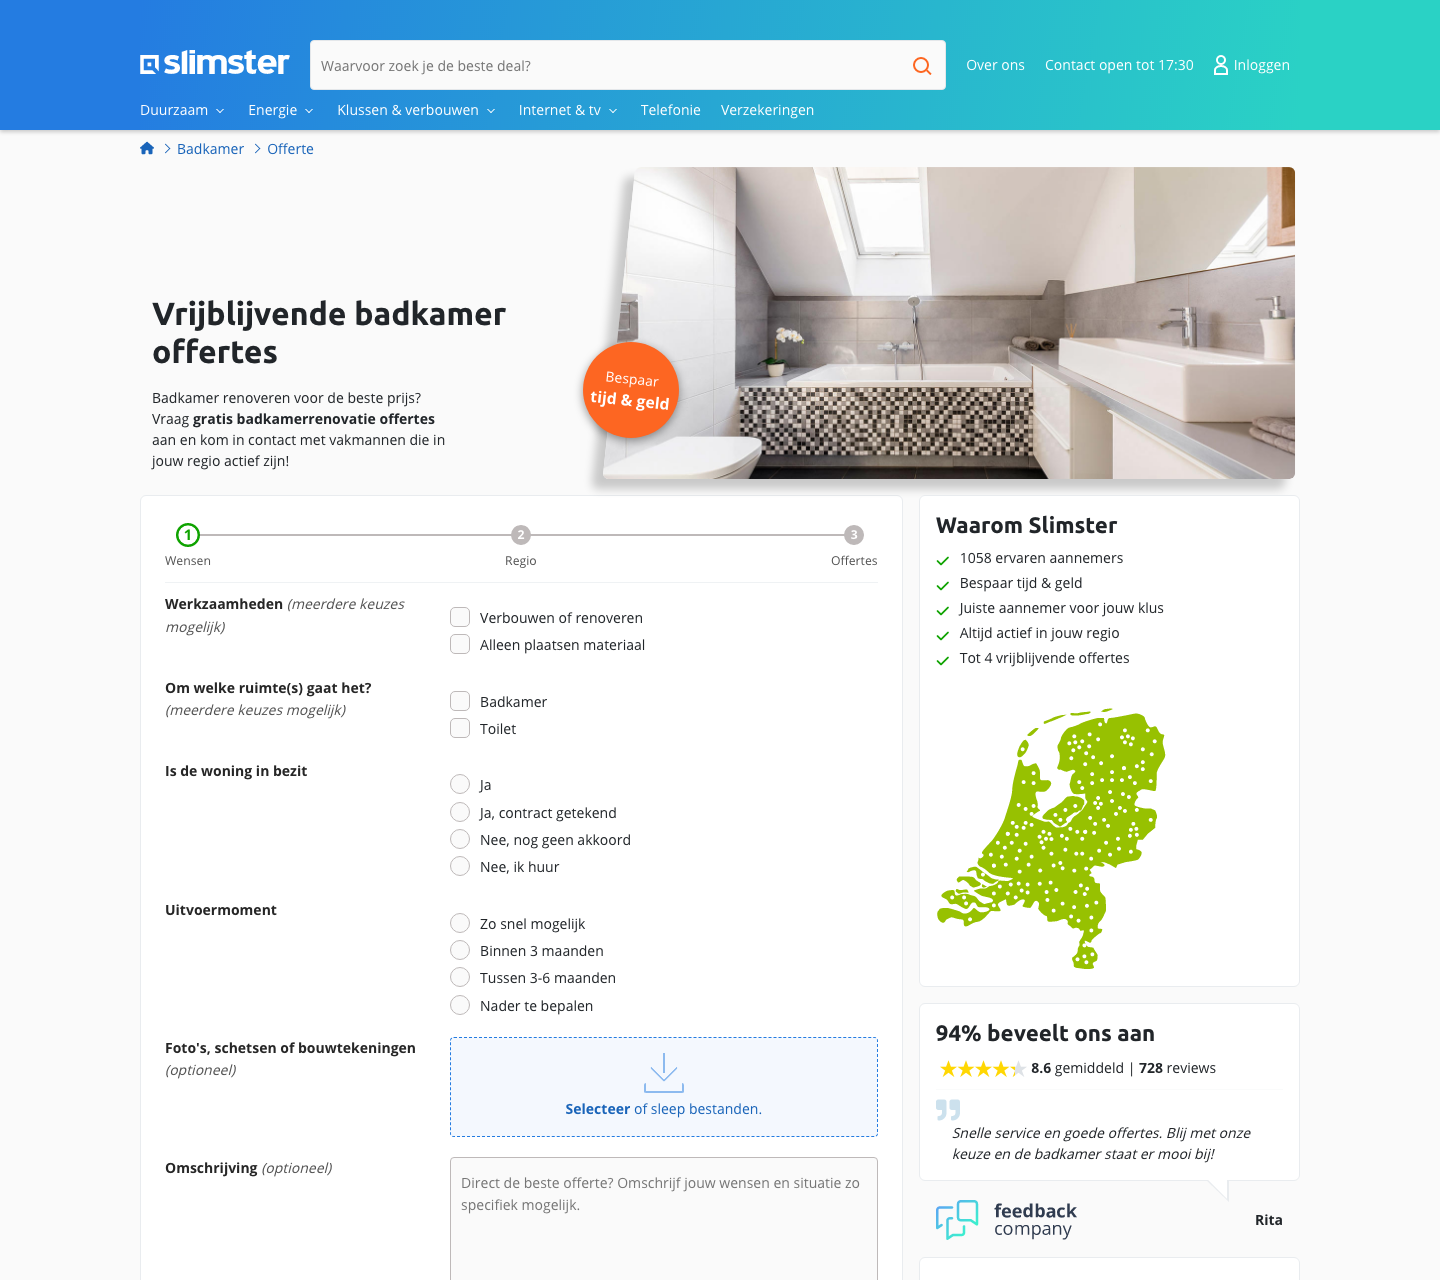 slimster
Waarvoor zoek je de beste deal?
Over ons
Contact open tot 17:30
Inloggen
Duurzaam
Energie
Klussen & verbouwen
Internet & tv
Telefonie
Verzekeringen
Badkamer
Offerte
Vrijblijvende badkamer
offertes
Badkamer renoveren voor de beste prijs?
Vraag gratis badkamerrenovatie offertes
aan en kom in contact met vakmannen die in
jouw regio actief zijn!
Bespaar
tijd & geld
1
2
3
Wensen
Regio
Offertes
Werkzaamheden (meerdere keuzes
mogelijk)
Verbouwen of renoveren
Alleen plaatsen materiaal
Om welke ruimte(s) gaat het?
(meerdere keuzes mogelijk)
Badkamer
Toilet
Is de woning in bezit
Ja
Ja, contract getekend
Nee, nog geen akkoord
Nee, ik huur
Uitvoermoment
Zo snel mogelijk
Binnen 3 maanden
Tussen 3-6 maanden
Nader te bepalen
Foto's, schetsen of bouwtekeningen
(optioneel)
Selecteer of sleep bestanden.
Omschrijving (optioneel)
Direct de beste offerte? Omschrijf jouw wensen en situatie zo
specifiek mogelijk.
Waarom Slimster
1058 ervaren aannemers
Bespaar tijd & geld
Juiste aannemer voor jouw klus
Altijd actief in jouw regio
Tot 4 vrijblijvende offertes
94% beveelt ons aan
8.6 gemiddeld | 728 reviews
Snelle service en goede offertes. Blij met onze
keuze en de badkamer staat er mooi bij!
feedback
company
Rita